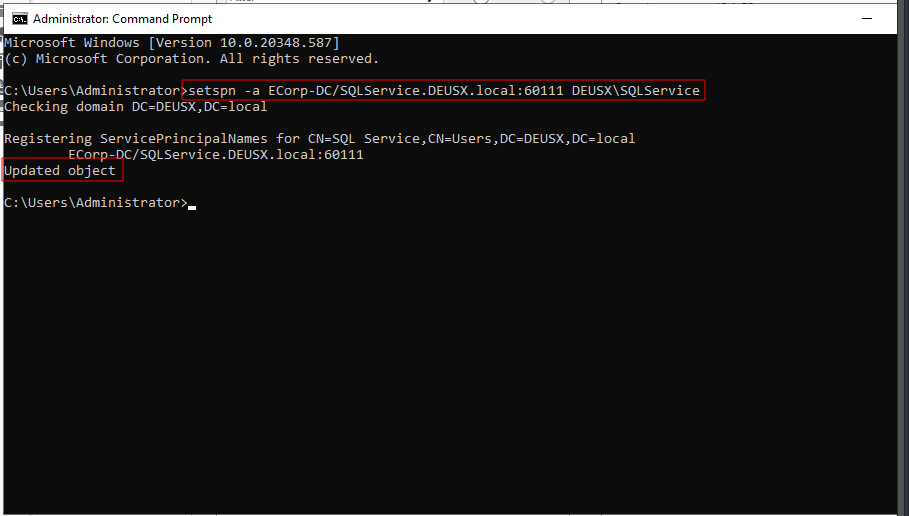 Administrator: Command Prompt
Microsoft Windows [Version 10.0.20348.587]
(c) Microsoft Corporation. All rights reserved.
C:\Users\Administrator>setspn -a ECorp-DC/SQLService.DEUSX.local:60111 DEUSX\SQLService
Checking domain DC=DEUSX,DC=local
Registering ServicePrincipalNames for CN=SQL Service,CN=Users,DC=DEUSX,DC=local
ECorp-DC/SQLService.DEUSX.local:60111
Updated object
C:\Users\Administrator>